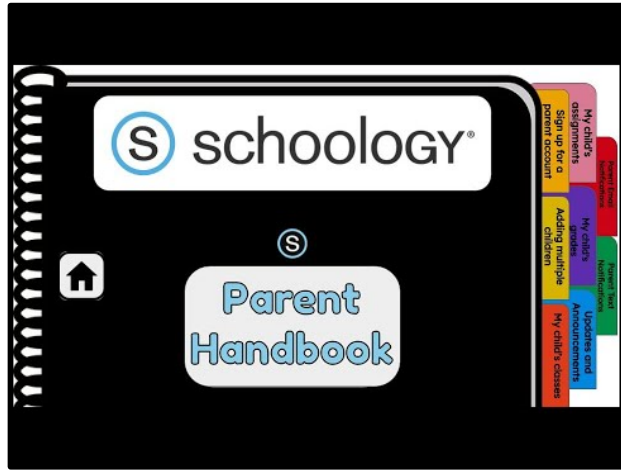 S schoology®
S
Parent
Handbook
Sign up for a
parent account
Adding multiple
children
My child's classes
My child's
assignments
My child's
grades
Updates and
Announcements
Parent Email
Notifications
Parent Text
Notifications